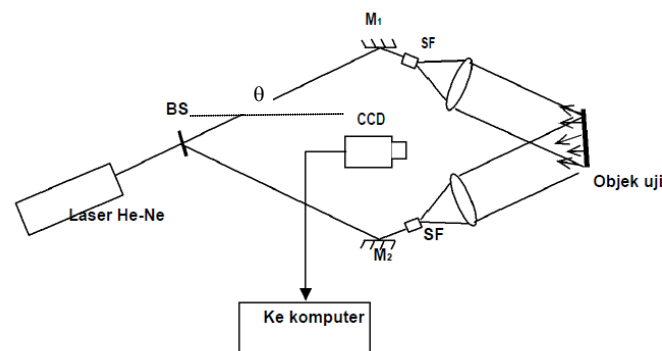 M₁
SF
θ
BS
CCD
Objek uji
Laser He-Ne
SF
M₂
Ke komputer